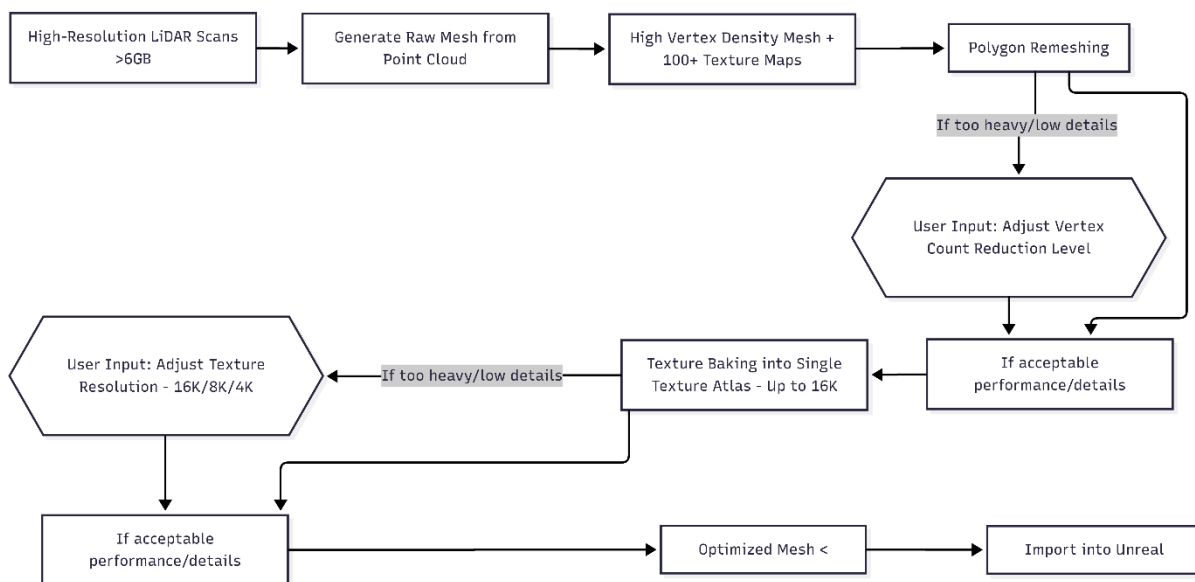 High-Resolution LiDAR Scans
>6GB
Generate Raw Mesh from
Point Cloud
High Vertex Density Mesh +
100+ Texture Maps
Polygon Remeshing
If too heavy/low details
User Input: Adjust Vertex
Count Reduction Level
If acceptable
performance/details
Texture Baking into Single
Texture Atlas - Up to 16K
If too heavy/low details
User Input: Adjust Texture
Resolution - 16K/8K/4K
If acceptable
performance/details
Optimized Mesh <
Import into Unreal